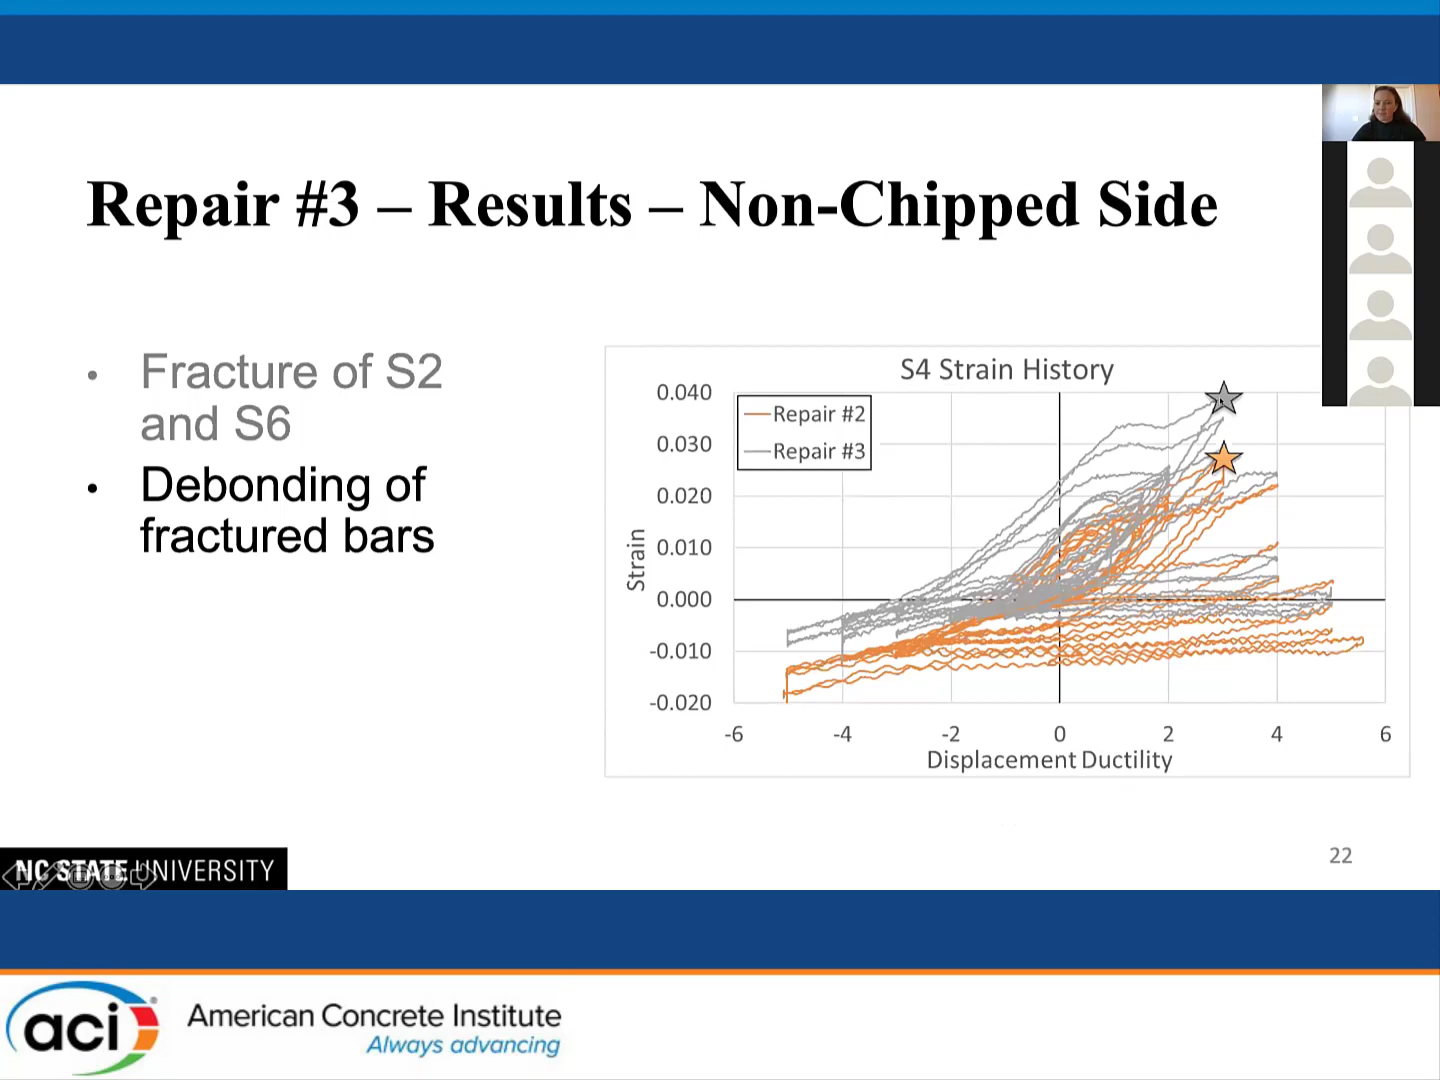 Repair #3 – Results – Non-Chipped Side
• Fracture of S2
and S6
• Debonding of
fractured bars
S4 Strain History
Repair #2
Repair #3
0.040
0.030
0.020
0.010
0.000
-0.010
-0.020
Strain
-6 -4 -2 0 2 4 6
Displacement Ductility
22
NC STATE UNIVERSITY
aci
American Concrete Institute
Always advancing